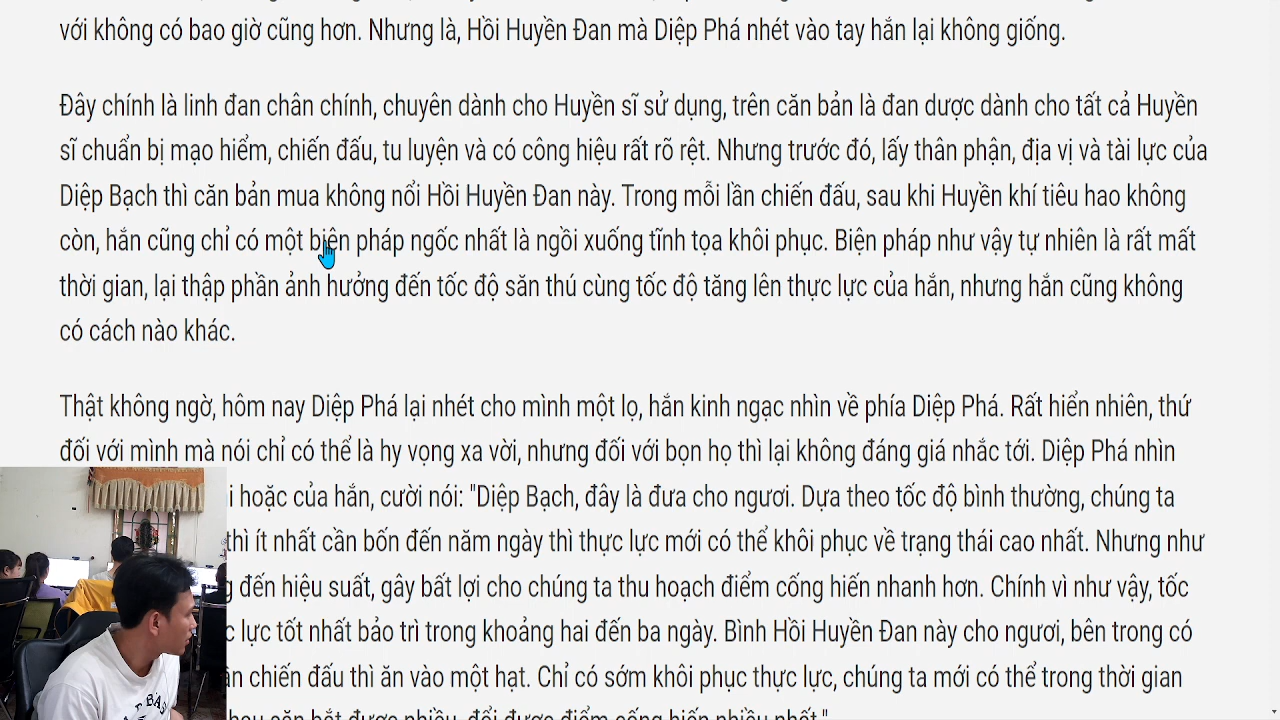 với không có bao giờ cũng hơn. Nhưng là, Hồi Huyền Đan mà Diệp Phá nhét vào tay hắn lại không giống.
Đây chính là linh đan chân chính, chuyên dành cho Huyền sĩ sử dụng, trên căn bản là đan dược dành cho tất cả Huyền
sĩ chuẩn bị mạo hiểm, chiến đấu, tu luyện và có công hiệu rất rõ rệt. Nhưng trước đó, lấy thân phận, địa vị và tài lực của
Diệp Bạch thì căn bản mua không nổi Hồi Huyền Đan này. Trong mỗi lần chiến đấu, sau khi Huyền khí tiêu hao không
còn, hắn cũng chỉ có một biện pháp ngốc nhất là ngồi xuống tĩnh tọa khôi phục. Biện pháp như vậy tự nhiên là rất mất
thời gian, lại thập phần ảnh hưởng đến tốc độ săn thú cùng tốc độ tăng lên thực lực của hắn, nhưng hắn cũng không
có cách nào khác.
Thật không ngờ, hôm nay Diệp Phá lại nhét cho mình một lọ, hắn kinh ngạc nhìn về phía Diệp Phá. Rất hiển nhiên, thứ
đối với mình mà nói chỉ có thể là hy vọng xa vời, nhưng đối với bọn họ thì lại không đáng giá nhắc tới. Diệp Phá nhìn
hoặc của hắn, cười nói: "Diệp Bạch, đây là đưa cho ngươi. Dựa theo tốc độ bình thường, chúng ta
thì ít nhất cần bốn đến năm ngày thì thực lực mới có thể khôi phục về trạng thái cao nhất. Nhưng như
đến hiệu suất, gây bất lợi cho chúng ta thu hoạch điểm cống hiến nhanh hơn. Chính vì như vậy, tốc
lực tốt nhất bảo trì trong khoảng hai đến ba ngày. Bình Hồi Huyền Đan này cho ngươi, bên trong có
chiến đấu thì ăn vào một hạt. Chỉ có sớm khôi phục thực lực, chúng ta mới có thể trong thời gian
săn bắt được nhiều, đổi được điểm cống hiến nhiều nhất."